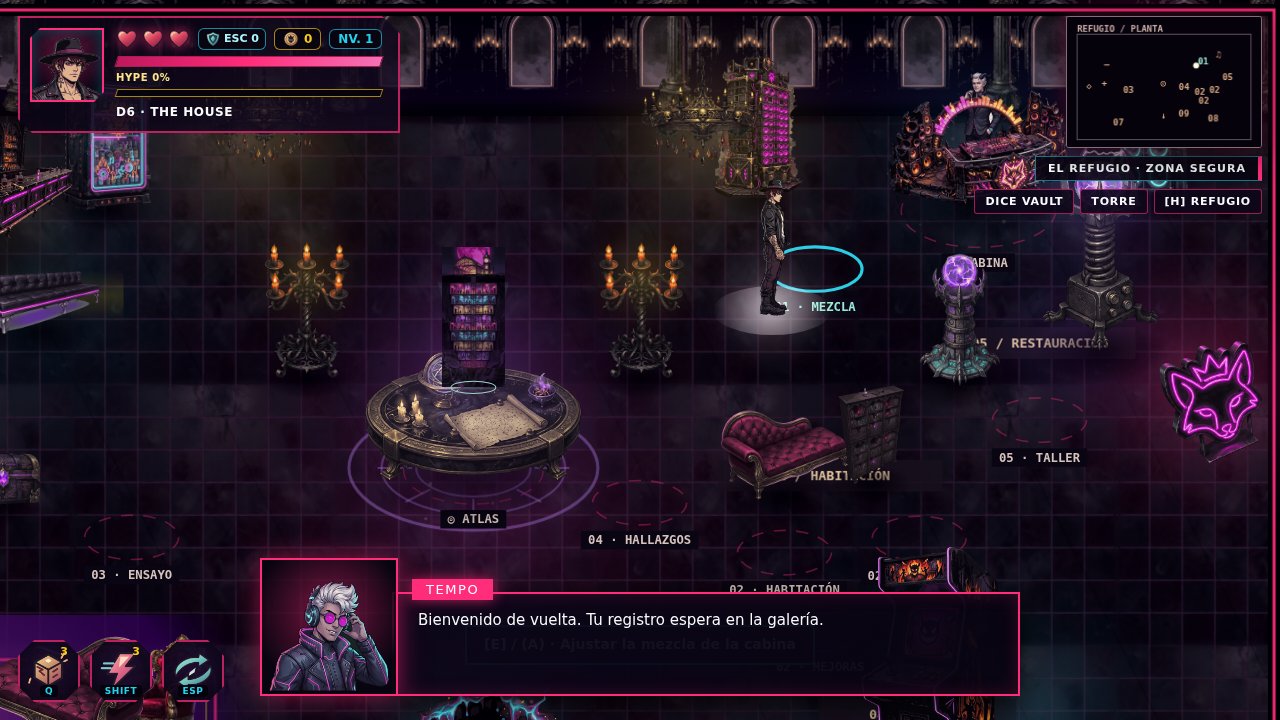 ESC 0
0
NV. 1
HYPE 0%
D6 · THE HOUSE
REFUGIO / PLANTA
01
05
03
04
02
02
02
07
09
08
EL REFUGIO · ZONA SEGURA
DICE VAULT
TORRE
[H] REFUGIO
· MEZCLA
05 / RESTAURACIÓ
05 · TALLER
HABITACIÓN
◎ ATLAS
04 · HALLAZGOS
03 · ENSAYO
02 · HABITACIÓN
02
TEMPO
Bienvenido de vuelta. Tu registro espera en la galería.
[E] / (A) · Ajustar la mezcla de la cabina
02 · MEJORAS
3
Q
3
SHIFT
ESP